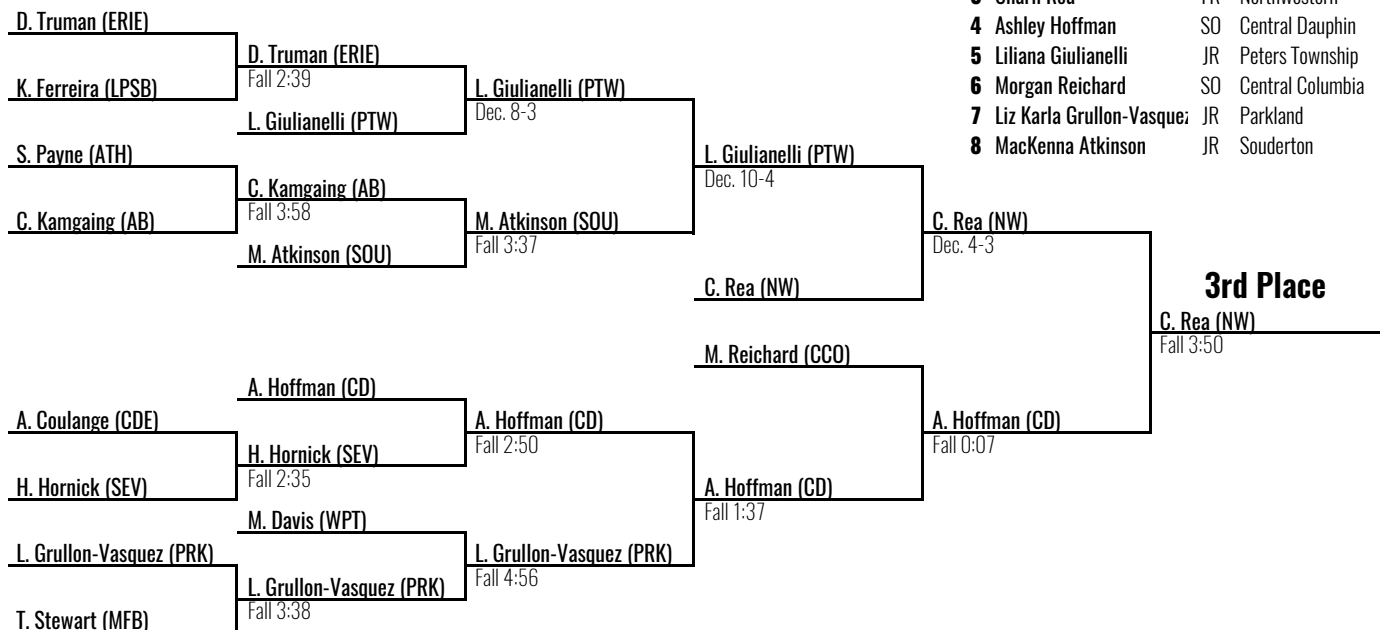 D. Truman (ERIE)
K. Ferreira (LPSB)
S. Payne (ATH)
C. Kamgaing (AB)
A. Coulange (CDE)
H. Hornick (SEV)
L. Grullon-Vasquez (PRK)
T. Stewart (MFB)
D. Truman (ERIE)
Fall 2:39
L. Giulianelli (PTW)
C. Kamgaing (AB)
Fall 3:58
M. Atkinson (SOU)
A. Hoffman (CD)
H. Hornick (SEV)
Fall 2:35
M. Davis (WPT)
L. Grullon-Vasquez (PRK)
Fall 3:38
L. Giulianelli (PTW)
Dec. 8-3
M. Atkinson (SOU)
Fall 3:37
A. Hoffman (CD)
Fall 2:50
L. Grullon-Vasquez (PRK)
Fall 4:56
L. Giulianelli (PTW)
Dec. 10-4
C. Rea (NW)
M. Reichard (CCO)
A. Hoffman (CD)
Fall 1:37
C. Rea (NW)
Dec. 4-3
A. Hoffman (CD)
Fall 0:07
3rd Place
C. Rea (NW)
Fall 3:50
4 Ashley Hoffman SO Central Dauphin
5 Liliana Giulianelli JR Peters Township
6 Morgan Reichard SO Central Columbia
7 Liz Karla Grullon-Vasquez JR Parkland
8 MacKenna Atkinson JR Souderton